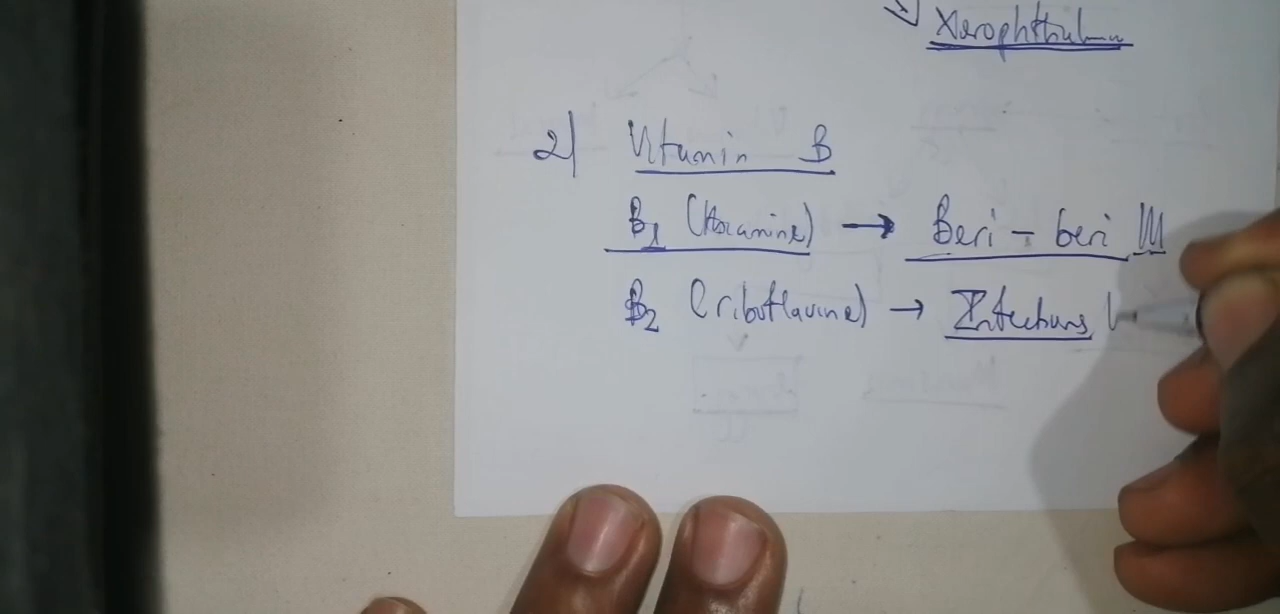 Xerophthalmia
2) Vitamin B
B1 (thiamine) → Beri - beri
B2 (riboflavine) → Infections